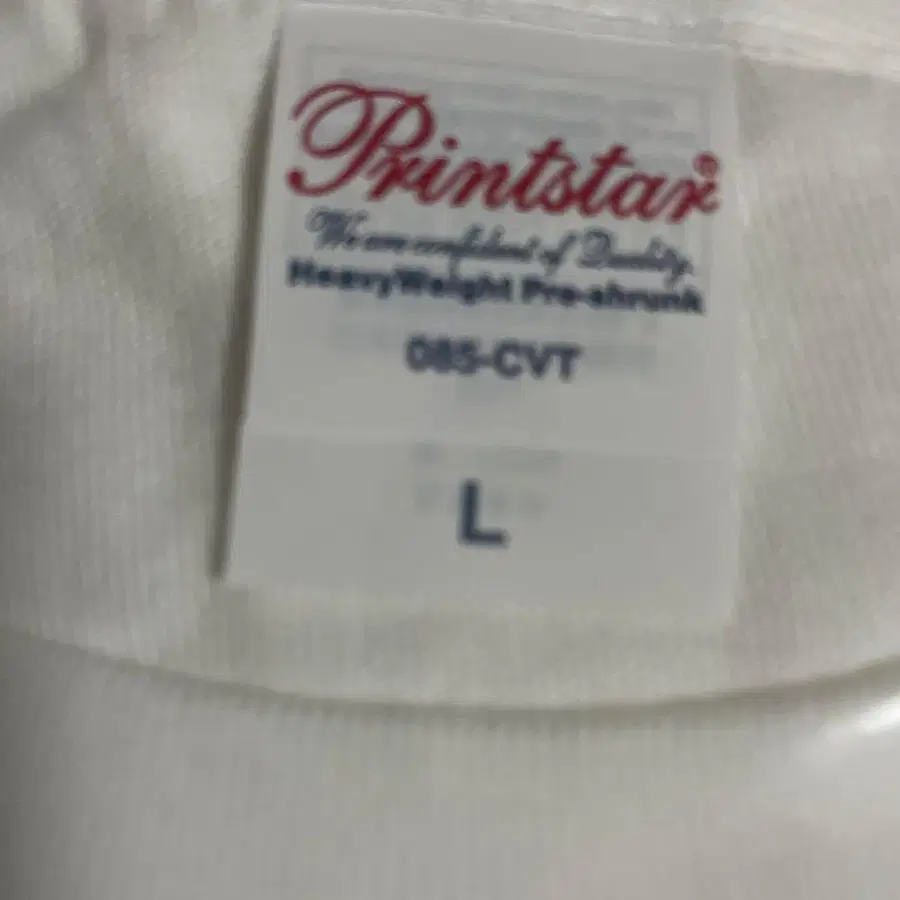 Printstar®
We are confident of Quality.
HeavyWeight Pre-shrunk
085-CVT
L